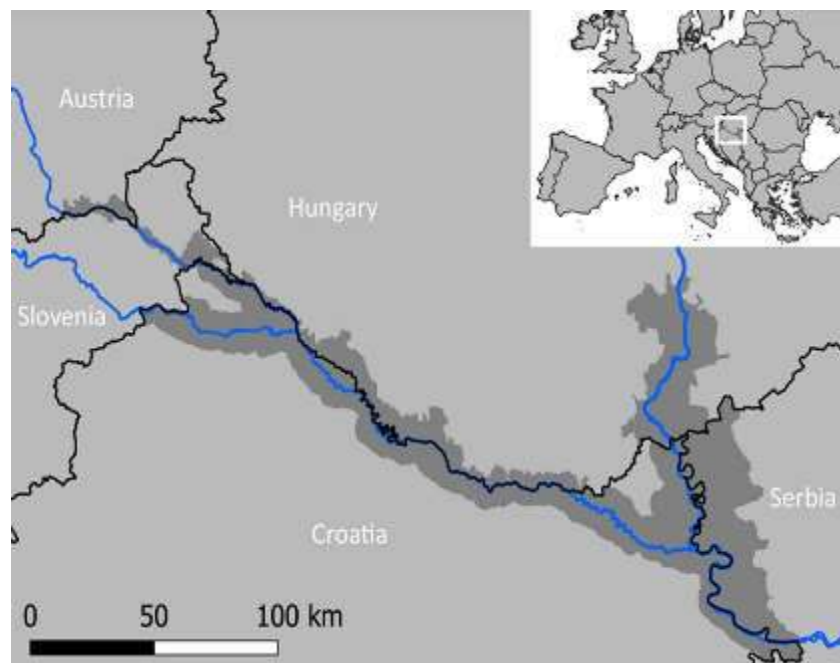 Austria
Hungary
Slovenia
Serbia
Croatia
0 50 100 km